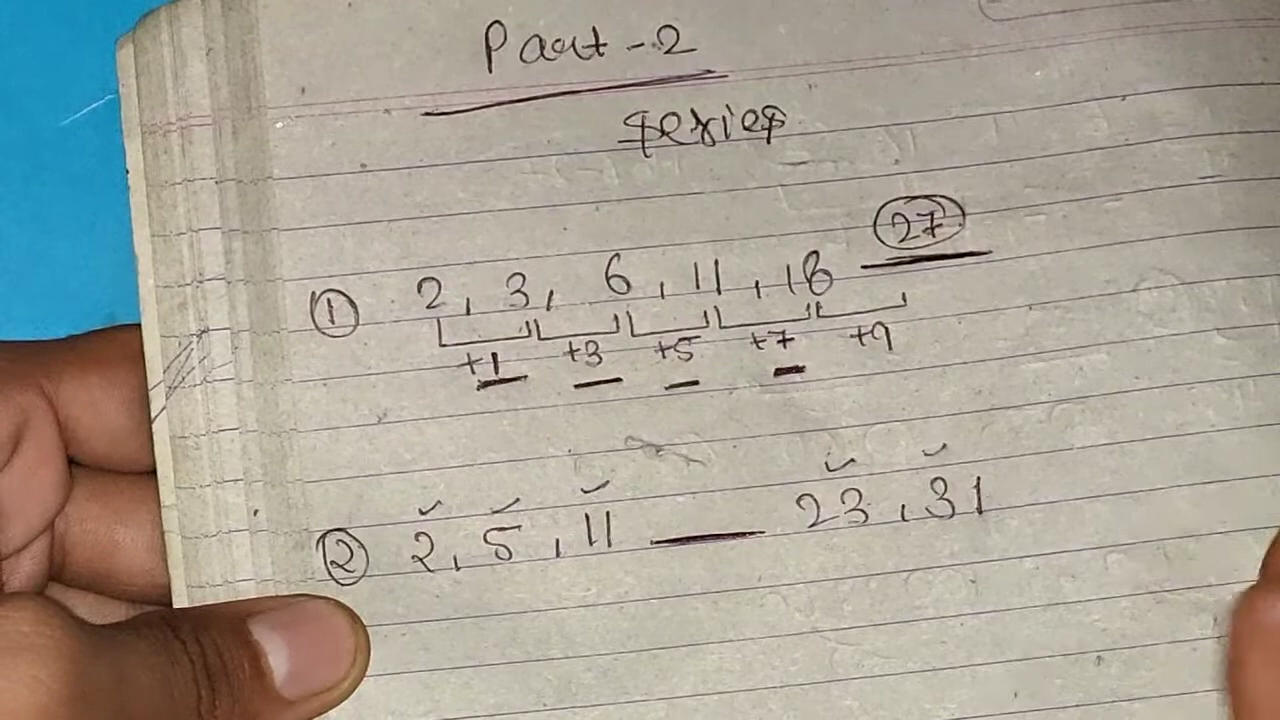 Part-2
series
27
① 2, 3, 6, 11, 18
+1 +3 +5 +7 +9
② 2, 5, 11 ___ 23, 31